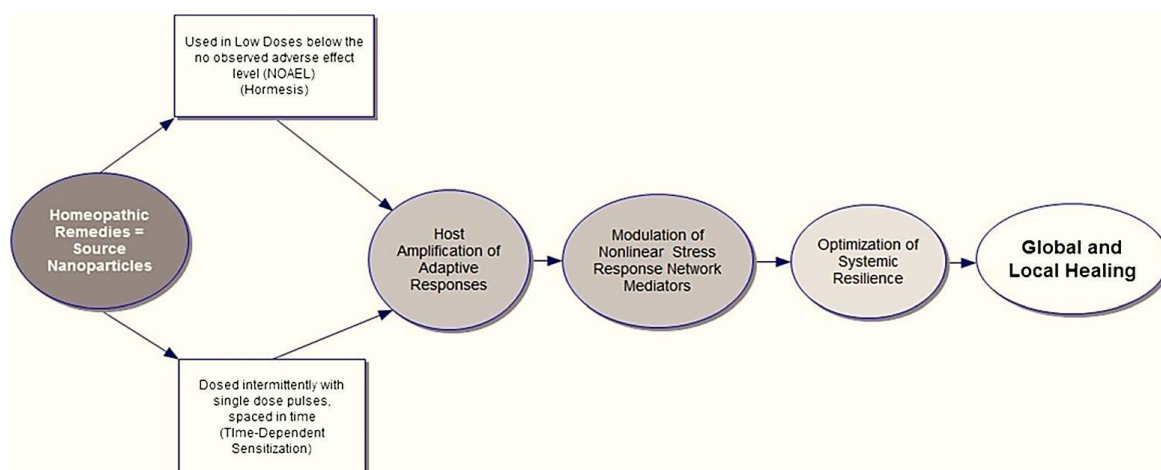 Used in Low Doses below the
no observed adverse effect
level (NOAEL)
(Hormesis)
Homeopathic
Remedies =
Source
Nanoparticles
Dosed intermittently with
single dose pulses,
spaced in time
(TIme-Dependent
Sensitization)
Host
Amplification of
Adaptive
Responses
Modulation of
Nonlinear Stress
Response Network
Mediators
Optimization of
Systemic
Resilience
Global and
Local Healing